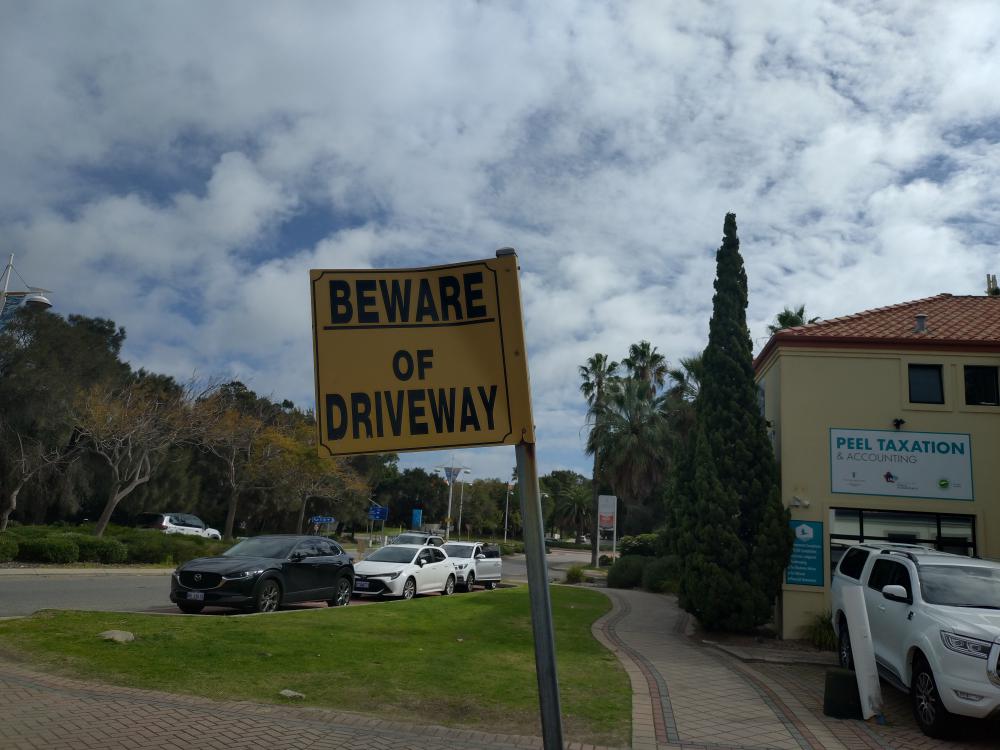 BEWARE
OF
DRIVEWAY
PEEL TAXATION
& ACCOUNTING